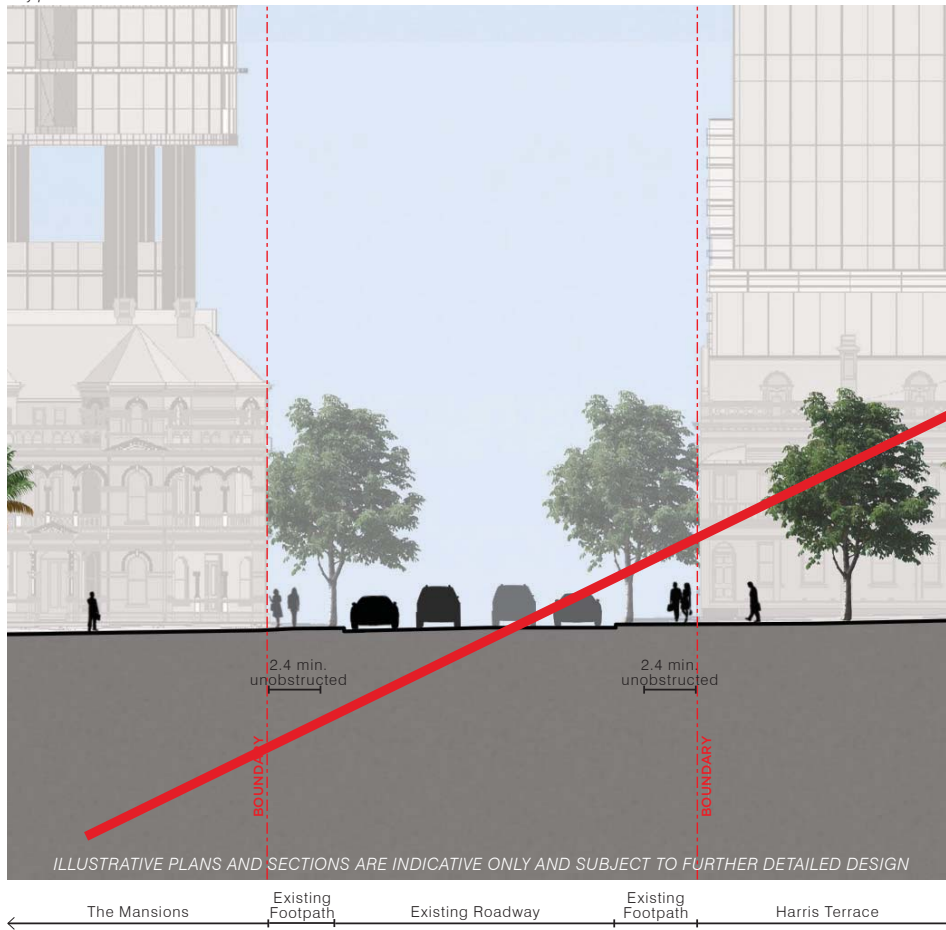 2.4 min.
unobstructed
2.4 min.
unobstructed
BOUNDARY
BOUNDARY
ILLUSTRATIVE PLANS AND SECTIONS ARE INDICATIVE ONLY AND SUBJECT TO FURTHER DETAILED DESIGN
The Mansions
Existing
Footpath
Existing Roadway
Existing
Footpath
Harris Terrace